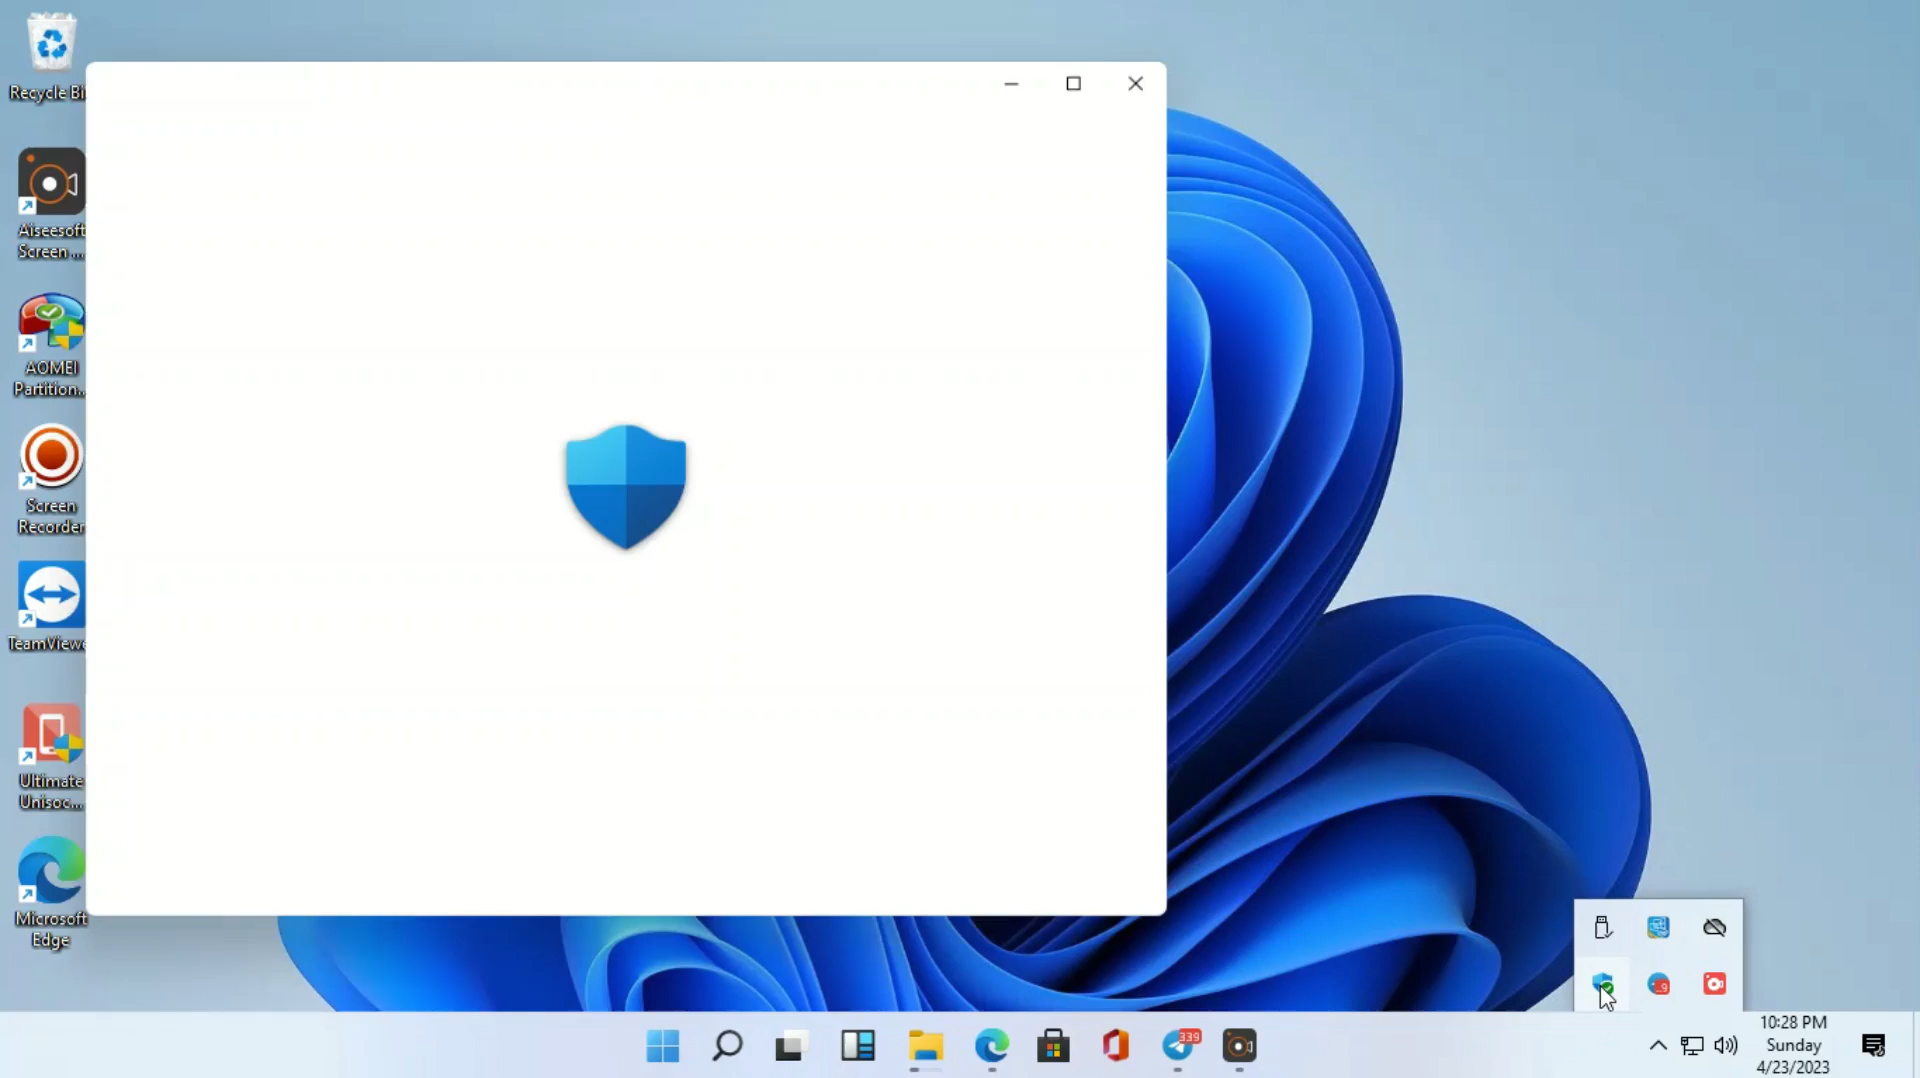 Recycle Bi
Aiseesoft
Screen ...
AOMEI
Partition...
Screen
Recorder
TeamViewe
Ultimate
Unisoc...
Microsoft
Edge
339
9
10:28 PM
Sunday
4/23/2023